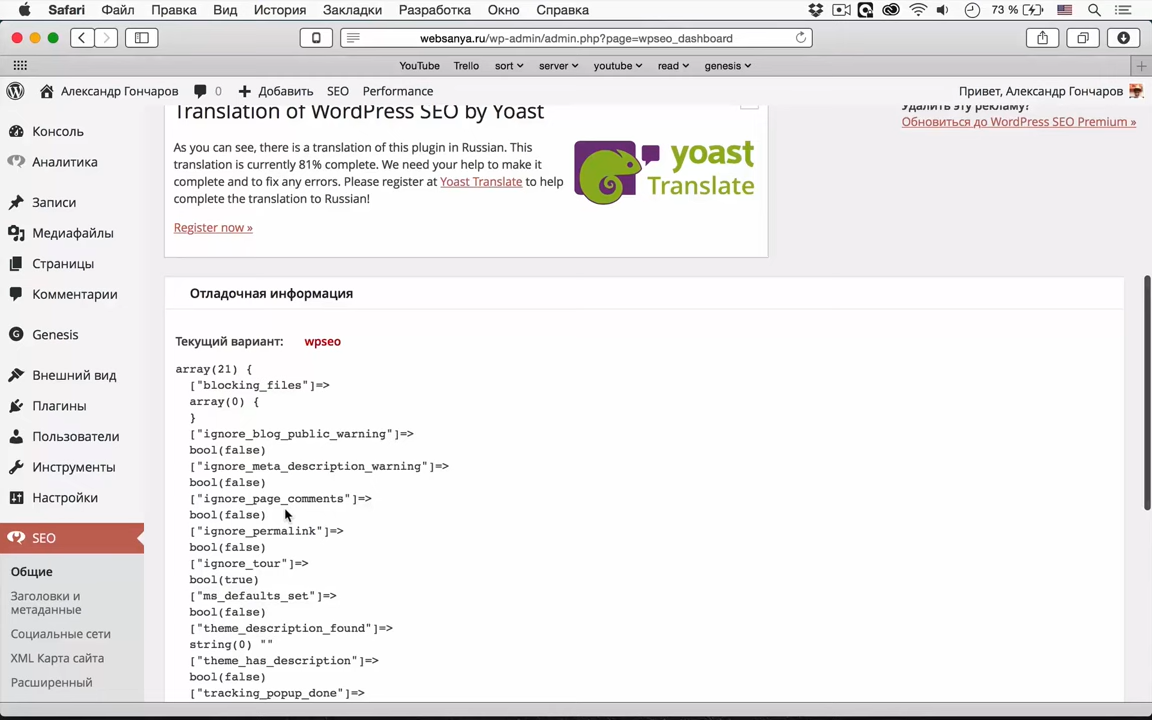 Safari Файл Правка Вид История Закладки Разработка Окно Справка 73 %
websanya.ru/wp-admin/admin.php?page=wpseo_dashboard
YouTube Trello sort server youtube read genesis
Александр Гончаров 0 Добавить SEO Performance Привет, Александр Гончаров
Консоль
Аналитика
Записи
Медиафайлы
Страницы
Комментарии
Genesis
Внешний вид
Плагины
Пользователи
Инструменты
Настройки
SEO
Общие
Заголовки и
метаданные
Социальные сети
XML Карта сайта
Расширенный
Translation of WordPress SEO by Yoast
As you can see, there is a translation of this plugin in Russian. This
translation is currently 81% complete. We need your help to make it
complete and to fix any errors. Please register at Yoast Translate to help
complete the translation to Russian!
Register now »
yoast
Translate
Удалить эту рекламу?
Обновиться до WordPress SEO Premium »
Отладочная информация
Текущий вариант: wpseo
array(21) {
["blocking_files"]=>
array(0) {
}
["ignore_blog_public_warning"]=>
bool(false)
["ignore_meta_description_warning"]=>
bool(false)
["ignore_page_comments"]=>
bool(false)
["ignore_permalink"]=>
bool(false)
["ignore_tour"]=>
bool(true)
["ms_defaults_set"]=>
bool(false)
["theme_description_found"]=>
string(0) ""
["theme_has_description"]=>
bool(false)
["tracking_popup_done"]=>